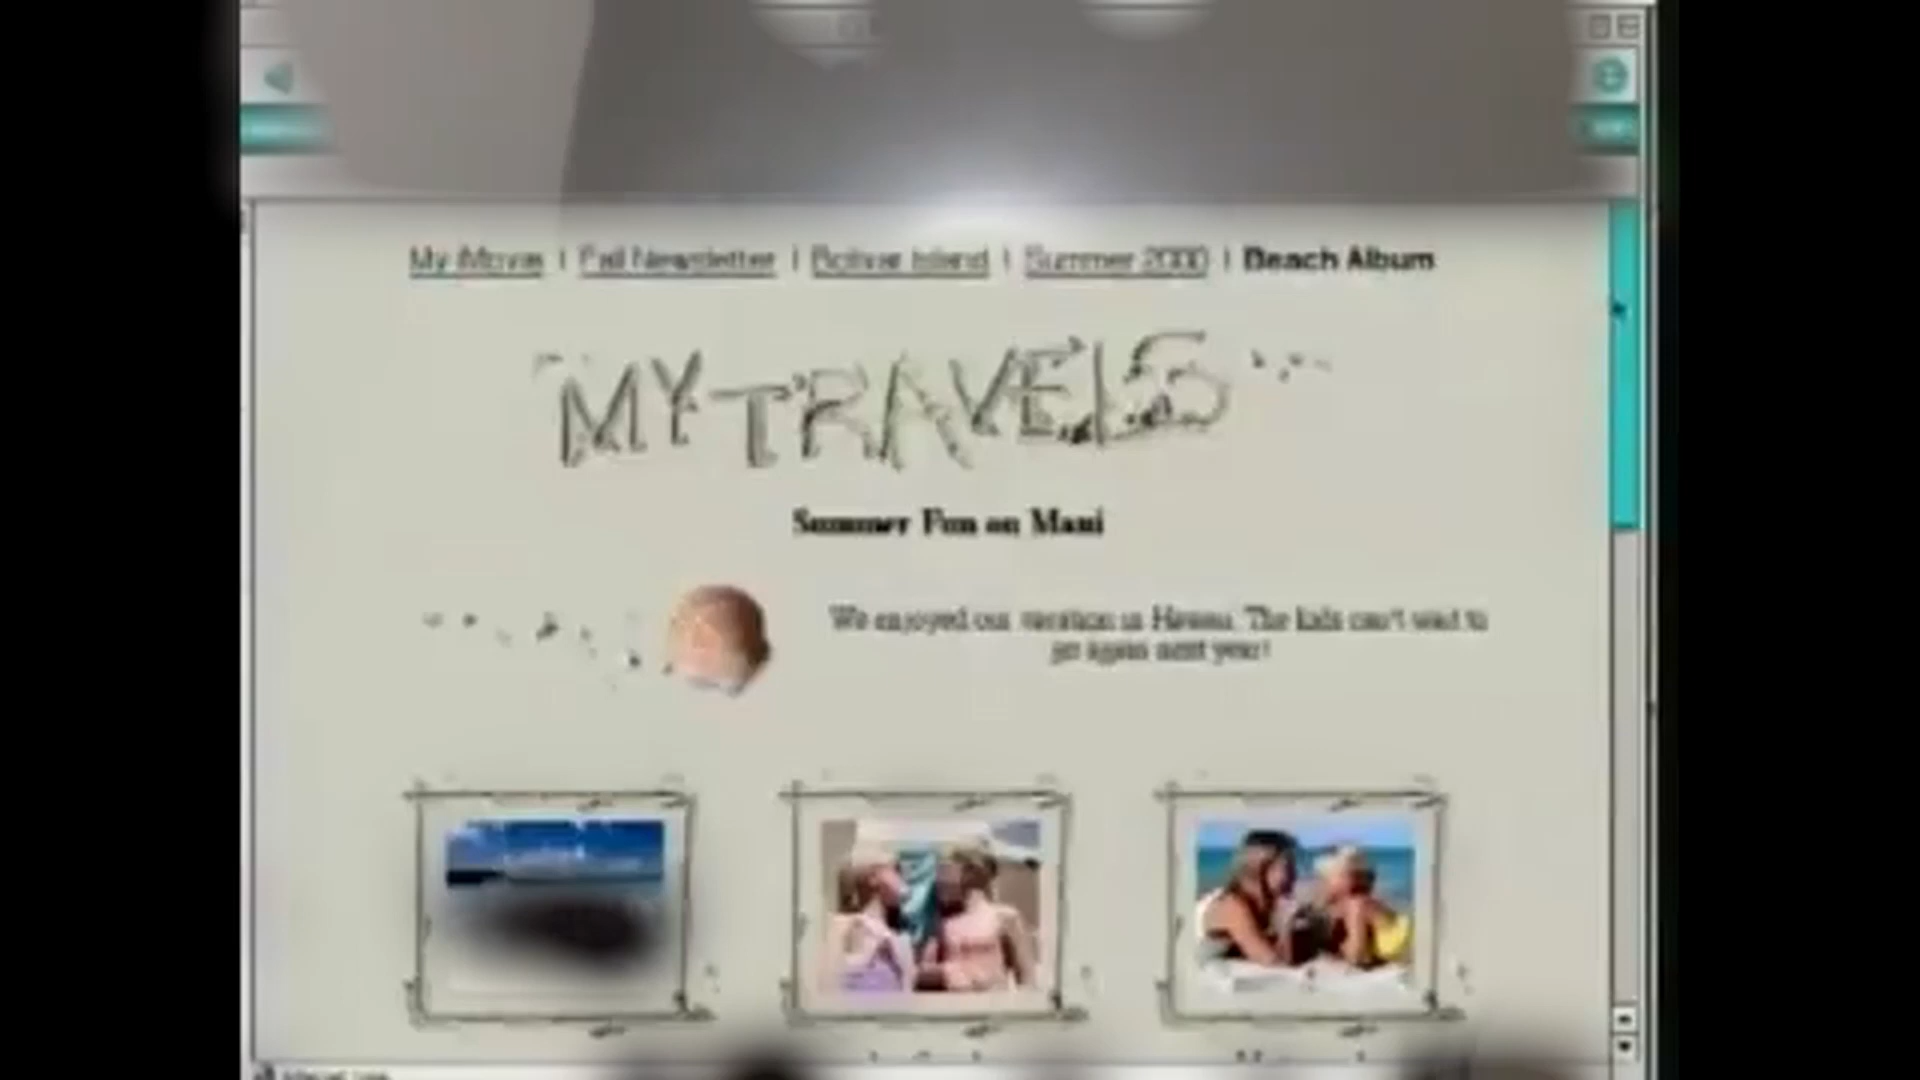 My iMovie | Fall Newsletter | Bolivar Island | Summer 2000 | Beach Album
MY TRAVELS
Summer Fun on Maui
We enjoyed our vacation in Hawaii. The kids can't wait to
go again next year!